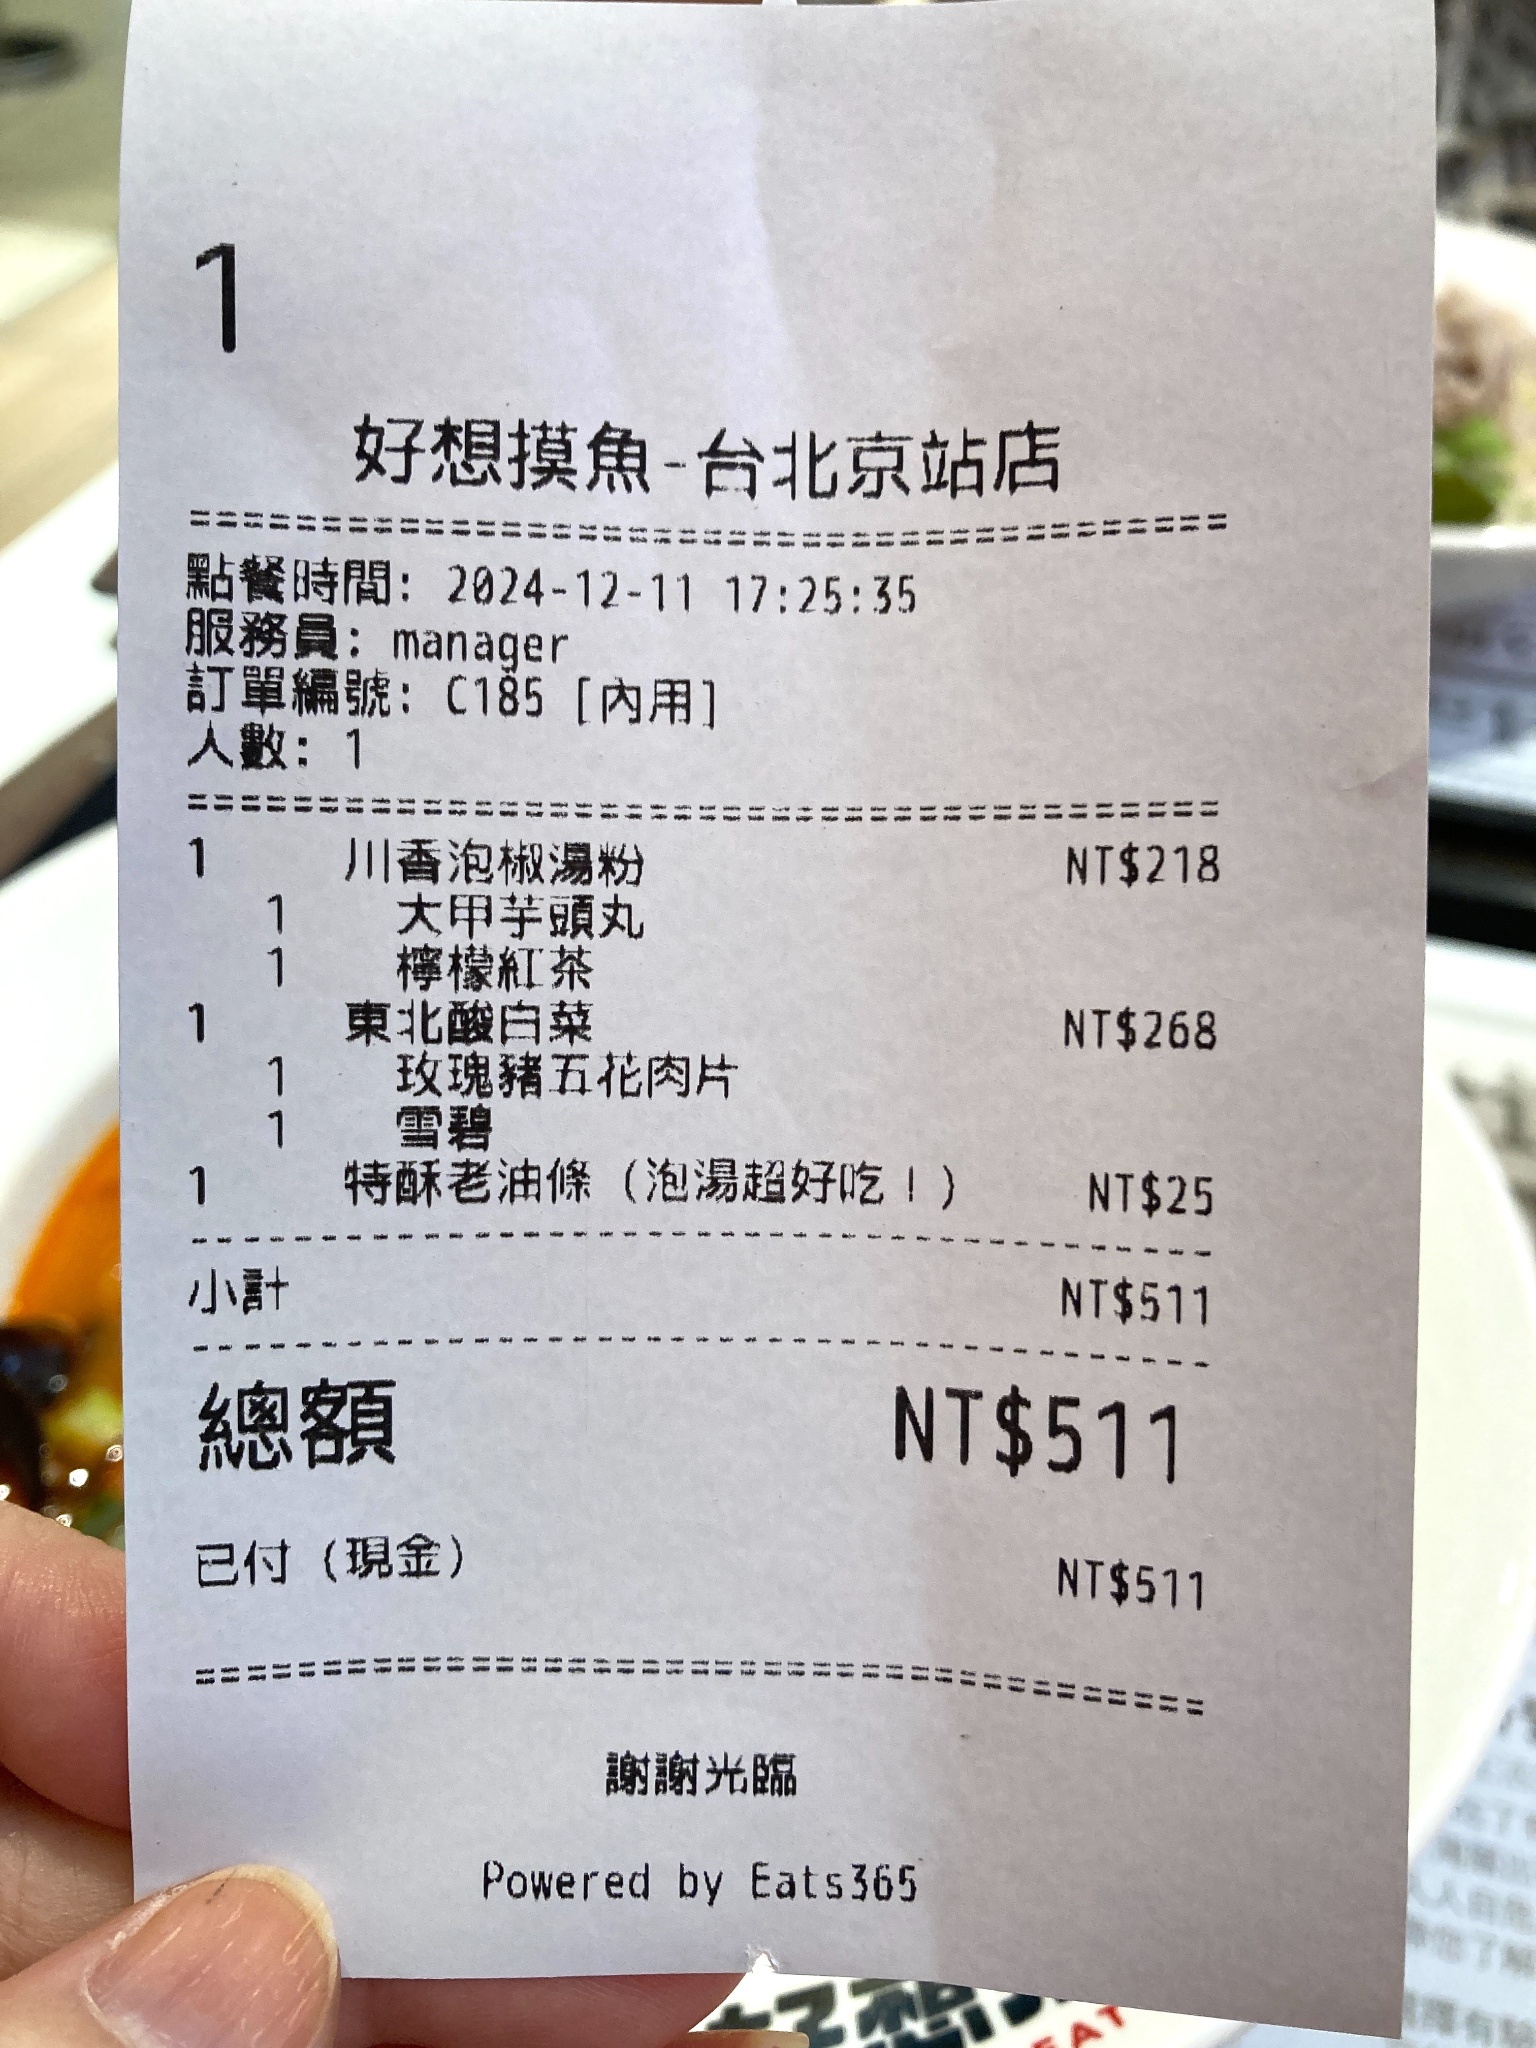 1
好想摸魚-台北京站店
========================================
點餐時間: 2024-12-11 17:25:35
服務員: manager
訂單編號: C185 [內用]
人數: 1
========================================
1 川香泡椒湯粉 NT$218
1 大甲芋頭丸
1 檸檬紅茶
1 東北酸白菜 NT$268
1 玫瑰豬五花肉片
1 雪碧
1 特酥老油條 (泡湯超好吃!) NT$25
----------------------------------------
小計 NT$511
----------------------------------------
總額 NT$511
已付 (現金) NT$511
========================================
謝謝光臨
Powered by Eats365
EAT